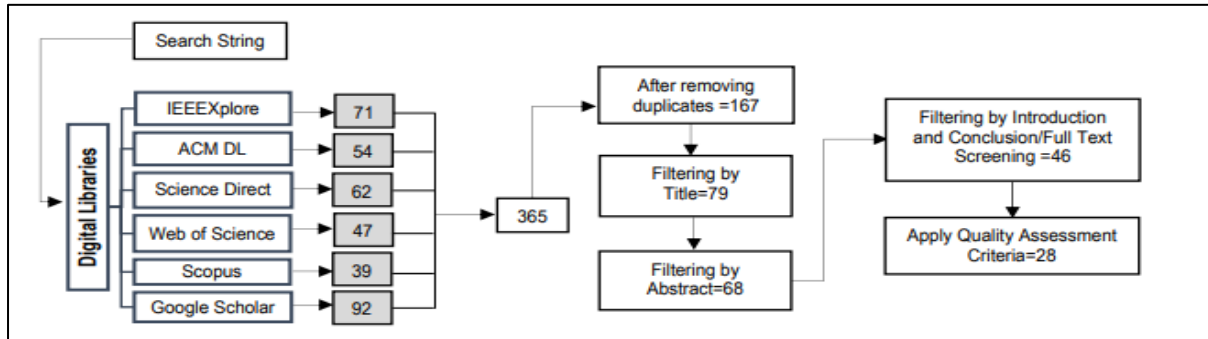 Search String
Digital Libraries
IEEEXplore
71
ACM DL
54
Science Direct
62
Web of Science
47
Scopus
39
Google Scholar
92
365
After removing
duplicates =167
Filtering by
Title=79
Filtering by
Abstract=68
Filtering by Introduction
and Conclusion/Full Text
Screening =46
Apply Quality Assessment
Criteria=28